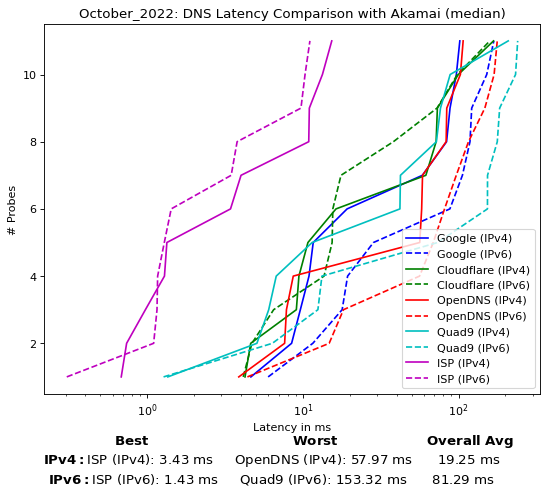 October_2022: DNS Latency Comparison with Akamai (median)
10
8
6
4
2
# Probes
Google (IPv4)
Google (IPv6)
Cloudflare (IPv4)
Cloudflare (IPv6)
OpenDNS (IPv4)
OpenDNS (IPv6)
Quad9 (IPv4)
Quad9 (IPv6)
ISP (IPv4)
ISP (IPv6)
10⁰ 10¹ 10²
Latency in ms
Best Worst Overall Avg
IPv4: ISP (IPv4): 3.43 ms OpenDNS (IPv4): 57.97 ms 19.25 ms
IPv6: ISP (IPv6): 1.43 ms Quad9 (IPv6): 153.32 ms 81.29 ms